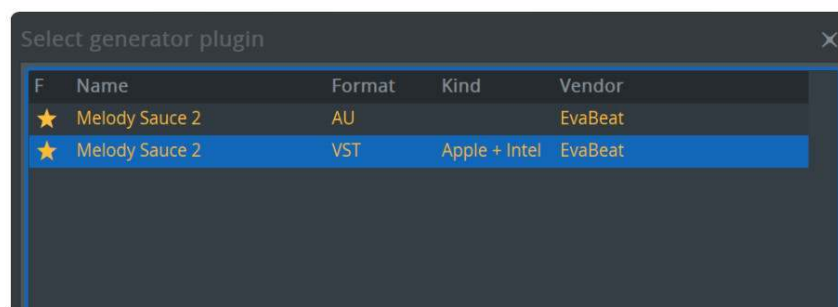 Select generator plugin
F Name Format Kind Vendor
Melody Sauce 2 AU EvaBeat
Melody Sauce 2 VST Apple + Intel EvaBeat